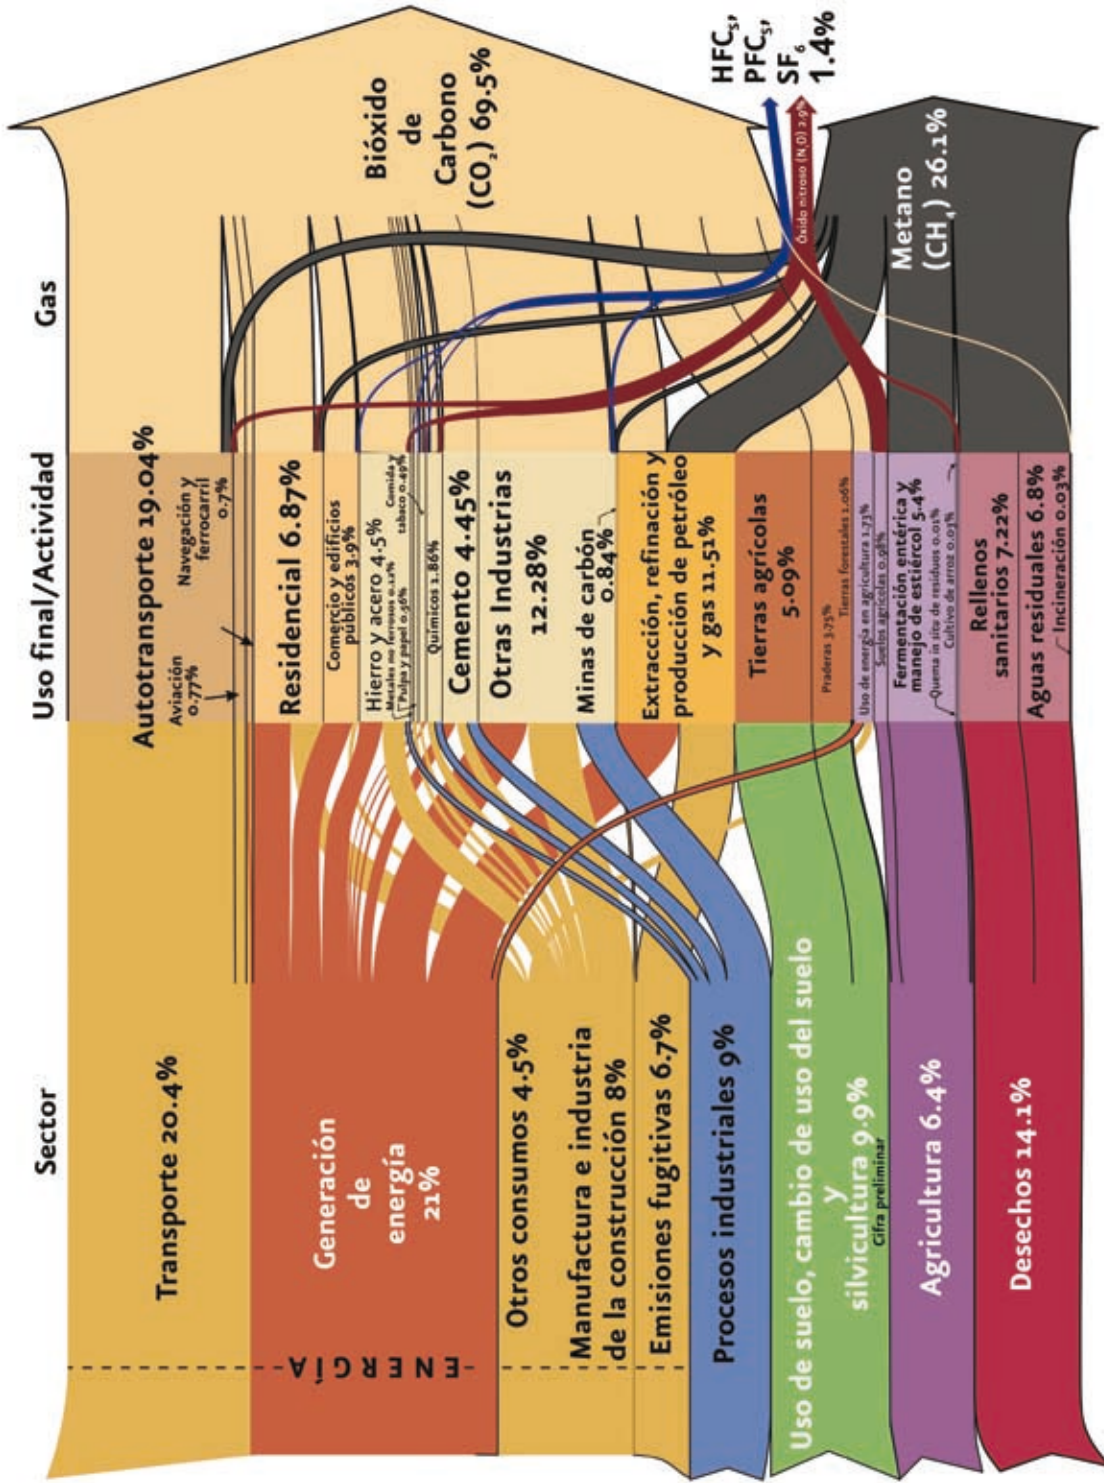 Sector
Uso final/Actividad
Gas
ENERGÍA
Transporte 20.4%
Generación
de
energía
21%
Otros consumos 4.5%
Manufactura e industria
de la construcción 8%
Emisiones fugitivas 6.7%
Procesos industriales 9%
Uso de suelo, cambio de uso del suelo
y
silvicultura 9.9%
Cifra preliminar
Agricultura 6.4%
Desechos 14.1%
Autotransporte 19.04%
Aviación
0.77%
Navegación y
ferrocarril
0.7%
Residencial 6.87%
Comercio y edificios
públicos 3.9%
Hierro y acero 4.5%
Metales no ferrosos 0.12%
Pulpa y papel 0.56%
Comida y
tabaco 0.49%
Químicos 1.86%
Cemento 4.45%
Otras Industrias
12.28%
Minas de carbón
0.84%
Extracción, refinación y
producción de petróleo
y gas 11.51%
Tierras agrícolas
5.09%
Praderas 3.75%
Tierras forestales 1.06%
Uso de energía en agricultura 1.73%
Suelos agrícolas 0.98%
Fermentación entérica y
manejo de estiércol 5.4%
Quema in situ de residuos 0.01%
Cultivo de arroz 0.03%
Rellenos
sanitarios 7.22%
Aguas residuales 6.8%
Incineración 0.03%
Bióxido
de
Carbono
(CO₂) 69.5%
HFCs,
PFCs,
SF₆
1.4%
Óxido nitroso (N₂O) 2.9%
Metano
(CH₄) 26.1%